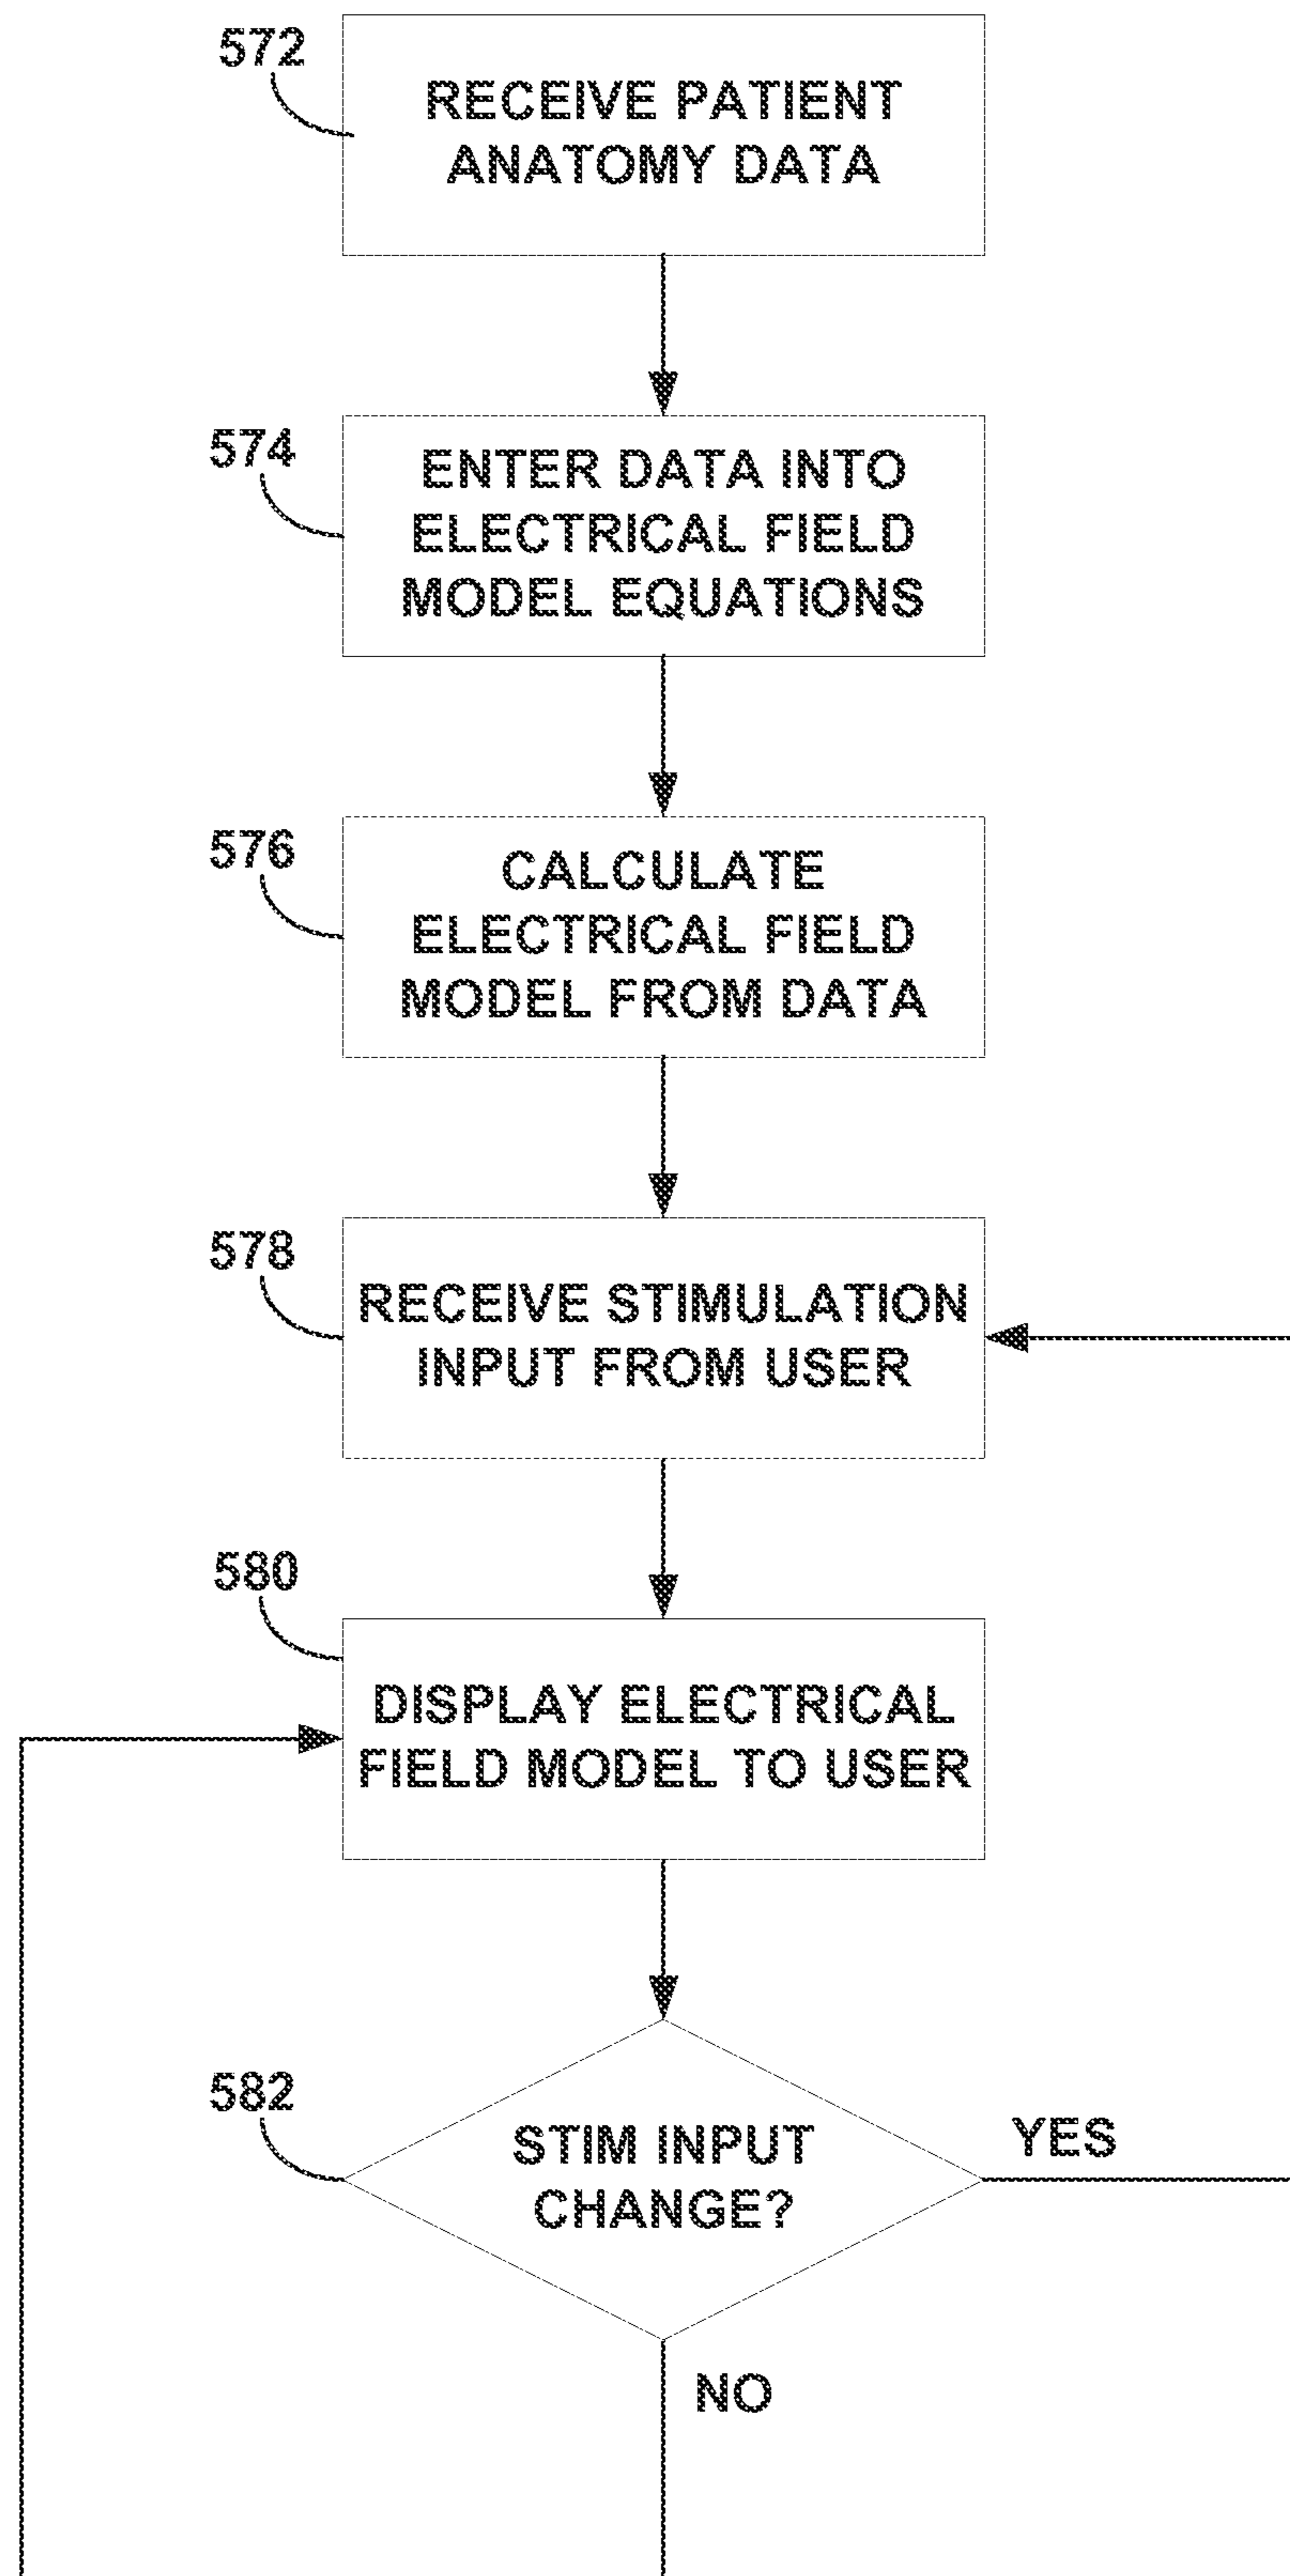 572
RECEIVE PATIENT
ANATOMY DATA
574
ENTER DATA INTO
ELECTRICAL FIELD
MODEL EQUATIONS
576
CALCULATE
ELECTRICAL FIELD
MODEL FROM DATA
578
RECEIVE STIMULATION
INPUT FROM USER
580
DISPLAY ELECTRICAL
FIELD MODEL TO USER
582
STIM INPUT
CHANGE?
YES
NO